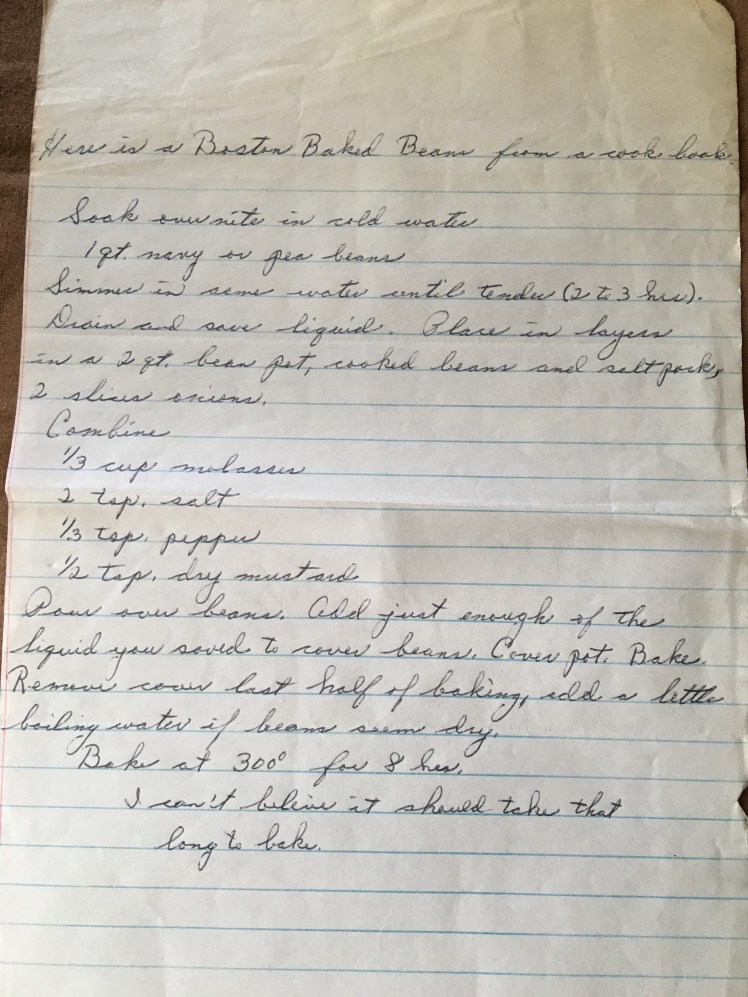 Here is a Boston Baked Beans from a cook book.
Soak overnite in cold water
1 qt. navy or pea beans
Simmer in same water until tender (2 to 3 hrs).
Drain and save liquid. Place in layers
in a 2 qt. bean pot, cooked beans and salt pork,
2 slices onions.
Combine
1/3 cup molasses
2 tsp. salt
1/3 tsp. pepper
1/2 tsp. dry mustard
Pour over beans. Add just enough of the
liquid you saved to cover beans. Cover pot. Bake.
Remove cover last half of baking, add a little
boiling water if beans seem dry.
Bake at 300° for 8 hrs.
I can't belive it should take that
long to bake.